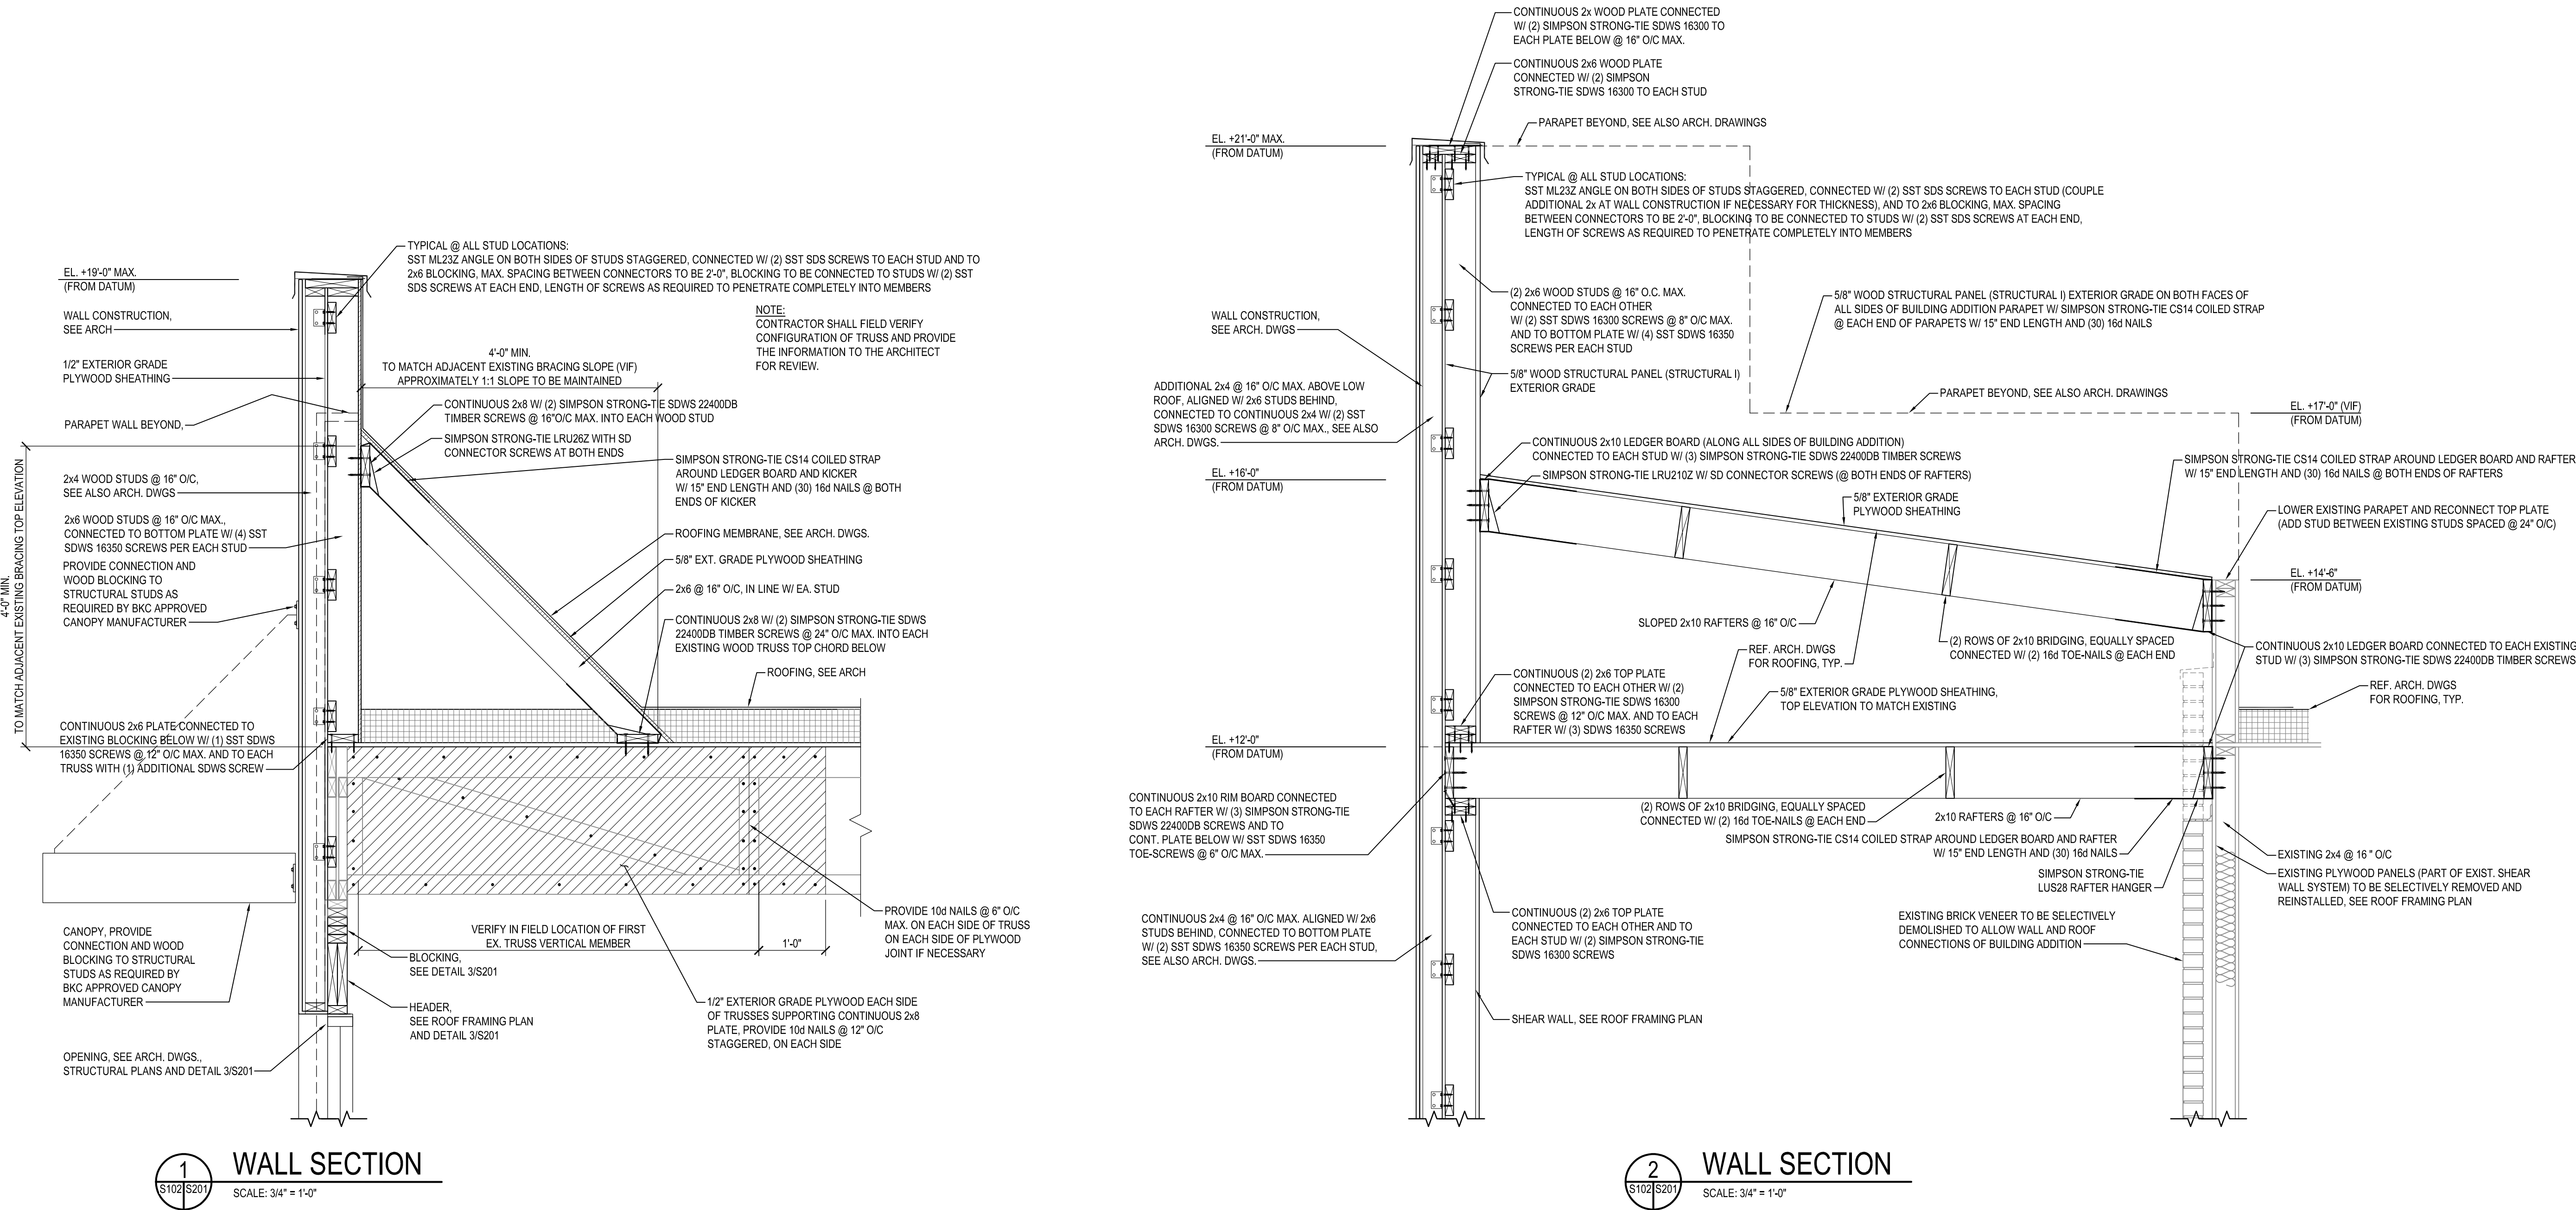 TYPICAL @ ALL STUD LOCATIONS:
SST ML23Z ANGLE ON BOTH SIDES OF STUDS STAGGERED, CONNECTED W/ (2) SST SDS SCREWS TO EACH STUD AND TO
2x6 BLOCKING, MAX. SPACING BETWEEN CONNECTORS TO BE 2'-0", BLOCKING TO BE CONNECTED TO STUDS W/ (2) SST
SDS SCREWS AT EACH END, LENGTH OF SCREWS AS REQUIRED TO PENETRATE COMPLETELY INTO MEMBERS
EL. +19'-0" MAX.
(FROM DATUM)
WALL CONSTRUCTION,
SEE ARCH
1/2" EXTERIOR GRADE
PLYWOOD SHEATHING
PARAPET WALL BEYOND,
2x4 WOOD STUDS @ 16" O/C,
SEE ALSO ARCH. DWGS
2x6 WOOD STUDS @ 16" O/C MAX.,
CONNECTED TO BOTTOM PLATE W/ (4) SST
SDWS 16350 SCREWS PER EACH STUD
PROVIDE CONNECTION AND
WOOD BLOCKING TO
STRUCTURAL STUDS AS
REQUIRED BY BKC APPROVED
CANOPY MANUFACTURER
4'-0" MIN.
TO MATCH ADJACENT EXISTING BRACING TOP ELEVATION
CONTINUOUS 2x6 PLATE CONNECTED TO
EXISTING BLOCKING BELOW W/ (1) SST SDWS
16350 SCREWS @ 12" O/C MAX. AND TO EACH
TRUSS WITH (1) ADDITIONAL SDWS SCREW
CANOPY, PROVIDE
CONNECTION AND WOOD
BLOCKING TO STRUCTURAL
STUDS AS REQUIRED BY
BKC APPROVED CANOPY
MANUFACTURER
OPENING, SEE ARCH. DWGS.,
STRUCTURAL PLANS AND DETAIL 3/S201
NOTE:
CONTRACTOR SHALL FIELD VERIFY
CONFIGURATION OF TRUSS AND PROVIDE
THE INFORMATION TO THE ARCHITECT
FOR REVIEW.
4'-0" MIN.
TO MATCH ADJACENT EXISTING BRACING SLOPE (VIF)
APPROXIMATELY 1:1 SLOPE TO BE MAINTAINED
CONTINUOUS 2x8 W/ (2) SIMPSON STRONG-TIE SDWS 22400DB
TIMBER SCREWS @ 16"O/C MAX. INTO EACH WOOD STUD
SIMPSON STRONG-TIE LRU26Z WITH SD
CONNECTOR SCREWS AT BOTH ENDS
SIMPSON STRONG-TIE CS14 COILED STRAP
AROUND LEDGER BOARD AND KICKER
W/ 15" END LENGTH AND (30) 16d NAILS @ BOTH
ENDS OF KICKER
ROOFING MEMBRANE, SEE ARCH. DWGS.
5/8" EXT. GRADE PLYWOOD SHEATHING
2x6 @ 16" O/C, IN LINE W/ EA. STUD
CONTINUOUS 2x8 W/ (2) SIMPSON STRONG-TIE SDWS
22400DB TIMBER SCREWS @ 24" O/C MAX. INTO EACH
EXISTING WOOD TRUSS TOP CHORD BELOW
ROOFING, SEE ARCH
PROVIDE 10d NAILS @ 6" O/C
MAX. ON EACH SIDE OF TRUSS
ON EACH SIDE OF PLYWOOD
JOINT IF NECESSARY
VERIFY IN FIELD LOCATION OF FIRST
EX. TRUSS VERTICAL MEMBER
1'-0"
BLOCKING,
SEE DETAIL 3/S201
HEADER,
SEE ROOF FRAMING PLAN
AND DETAIL 3/S201
1/2" EXTERIOR GRADE PLYWOOD EACH SIDE
OF TRUSSES SUPPORTING CONTINUOUS 2x8
PLATE, PROVIDE 10d NAILS @ 12" O/C
STAGGERED, ON EACH SIDE
1
S102 S201
WALL SECTION
SCALE: 3/4" = 1'-0"
CONTINUOUS 2x WOOD PLATE CONNECTED
W/ (2) SIMPSON STRONG-TIE SDWS 16300 TO
EACH PLATE BELOW @ 16" O/C MAX.
CONTINUOUS 2x6 WOOD PLATE
CONNECTED W/ (2) SIMPSON
STRONG-TIE SDWS 16300 TO EACH STUD
PARAPET BEYOND, SEE ALSO ARCH. DRAWINGS
EL. +21'-0" MAX.
(FROM DATUM)
TYPICAL @ ALL STUD LOCATIONS:
SST ML23Z ANGLE ON BOTH SIDES OF STUDS STAGGERED, CONNECTED W/ (2) SST SDS SCREWS TO EACH STUD (COUPLE
ADDITIONAL 2x AT WALL CONSTRUCTION IF NECESSARY FOR THICKNESS), AND TO 2x6 BLOCKING, MAX. SPACING
BETWEEN CONNECTORS TO BE 2'-0", BLOCKING TO BE CONNECTED TO STUDS W/ (2) SST SDS SCREWS AT EACH END,
LENGTH OF SCREWS AS REQUIRED TO PENETRATE COMPLETELY INTO MEMBERS
(2) 2x6 WOOD STUDS @ 16" O.C. MAX.
CONNECTED TO EACH OTHER
W/ (2) SST SDWS 16300 SCREWS @ 8" O/C MAX.
AND TO BOTTOM PLATE W/ (4) SST SDWS 16350
SCREWS PER EACH STUD
5/8" WOOD STRUCTURAL PANEL (STRUCTURAL I)
EXTERIOR GRADE
5/8" WOOD STRUCTURAL PANEL (STRUCTURAL I) EXTERIOR GRADE ON BOTH FACES OF
ALL SIDES OF BUILDING ADDITION PARAPET W/ SIMPSON STRONG-TIE CS14 COILED STRAP
@ EACH END OF PARAPETS W/ 15" END LENGTH AND (30) 16d NAILS
PARAPET BEYOND, SEE ALSO ARCH. DRAWINGS
EL. +17'-0" (VIF)
(FROM DATUM)
WALL CONSTRUCTION,
SEE ARCH. DWGS
ADDITIONAL 2x4 @ 16" O/C MAX. ABOVE LOW
ROOF, ALIGNED W/ 2x6 STUDS BEHIND,
CONNECTED TO CONTINUOUS 2x4 W/ (2) SST
SDWS 16300 SCREWS @ 8" O/C MAX., SEE ALSO
ARCH. DWGS.
EL. +16'-0"
(FROM DATUM)
CONTINUOUS 2x10 LEDGER BOARD (ALONG ALL SIDES OF BUILDING ADDITION)
CONNECTED TO EACH STUD W/ (3) SIMPSON STRONG-TIE SDWS 22400DB TIMBER SCREWS
SIMPSON STRONG-TIE LRU210Z W/ SD CONNECTOR SCREWS (@ BOTH ENDS OF RAFTERS)
5/8" EXTERIOR GRADE
PLYWOOD SHEATHING
SIMPSON STRONG-TIE CS14 COILED STRAP AROUND LEDGER BOARD AND RAFTER
W/ 15" END LENGTH AND (30) 16d NAILS @ BOTH ENDS OF RAFTERS
LOWER EXISTING PARAPET AND RECONNECT TOP PLATE
(ADD STUD BETWEEN EXISTING STUDS SPACED @ 24" O/C)
EL. +14'-6"
(FROM DATUM)
SLOPED 2x10 RAFTERS @ 16" O/C
(2) ROWS OF 2x10 BRIDGING, EQUALLY SPACED
CONNECTED W/ (2) 16d TOE-NAILS @ EACH END
REF. ARCH. DWGS
FOR ROOFING, TYP.
CONTINUOUS 2x10 LEDGER BOARD CONNECTED TO EACH EXISTING
STUD W/ (3) SIMPSON STRONG-TIE SDWS 22400DB TIMBER SCREWS
REF. ARCH. DWGS
FOR ROOFING, TYP.
CONTINUOUS (2) 2x6 TOP PLATE
CONNECTED TO EACH OTHER W/ (2)
SIMPSON STRONG-TIE SDWS 16300
SCREWS @ 12" O/C MAX. AND TO EACH
RAFTER W/ (3) SDWS 16350 SCREWS
5/8" EXTERIOR GRADE PLYWOOD SHEATHING,
TOP ELEVATION TO MATCH EXISTING
EL. +12'-0"
(FROM DATUM)
CONTINUOUS 2x10 RIM BOARD CONNECTED
TO EACH RAFTER W/ (3) SIMPSON STRONG-TIE
SDWS 22400DB SCREWS AND TO
CONT. PLATE BELOW W/ SST SDWS 16350
TOE-SCREWS @ 6" O/C MAX.
(2) ROWS OF 2x10 BRIDGING, EQUALLY SPACED
CONNECTED W/ (2) 16d TOE-NAILS @ EACH END
2x10 RAFTERS @ 16" O/C
SIMPSON STRONG-TIE CS14 COILED STRAP AROUND LEDGER BOARD AND RAFTER
W/ 15" END LENGTH AND (30) 16d NAILS
SIMPSON STRONG-TIE
LUS28 RAFTER HANGER
EXISTING 2x4 @ 16 " O/C
EXISTING PLYWOOD PANELS (PART OF EXIST. SHEAR
WALL SYSTEM) TO BE SELECTIVELY REMOVED AND
REINSTALLED, SEE ROOF FRAMING PLAN
EXISTING BRICK VENEER TO BE SELECTIVELY
DEMOLISHED TO ALLOW WALL AND ROOF
CONNECTIONS OF BUILDING ADDITION
CONTINUOUS 2x4 @ 16" O/C MAX. ALIGNED W/ 2x6
STUDS BEHIND, CONNECTED TO BOTTOM PLATE
W/ (2) SST SDWS 16350 SCREWS PER EACH STUD,
SEE ALSO ARCH. DWGS.
CONTINUOUS (2) 2x6 TOP PLATE
CONNECTED TO EACH OTHER AND TO
EACH STUD W/ (2) SIMPSON STRONG-TIE
SDWS 16300 SCREWS
SHEAR WALL, SEE ROOF FRAMING PLAN
2
S102 S201
WALL SECTION
SCALE: 3/4" = 1'-0"